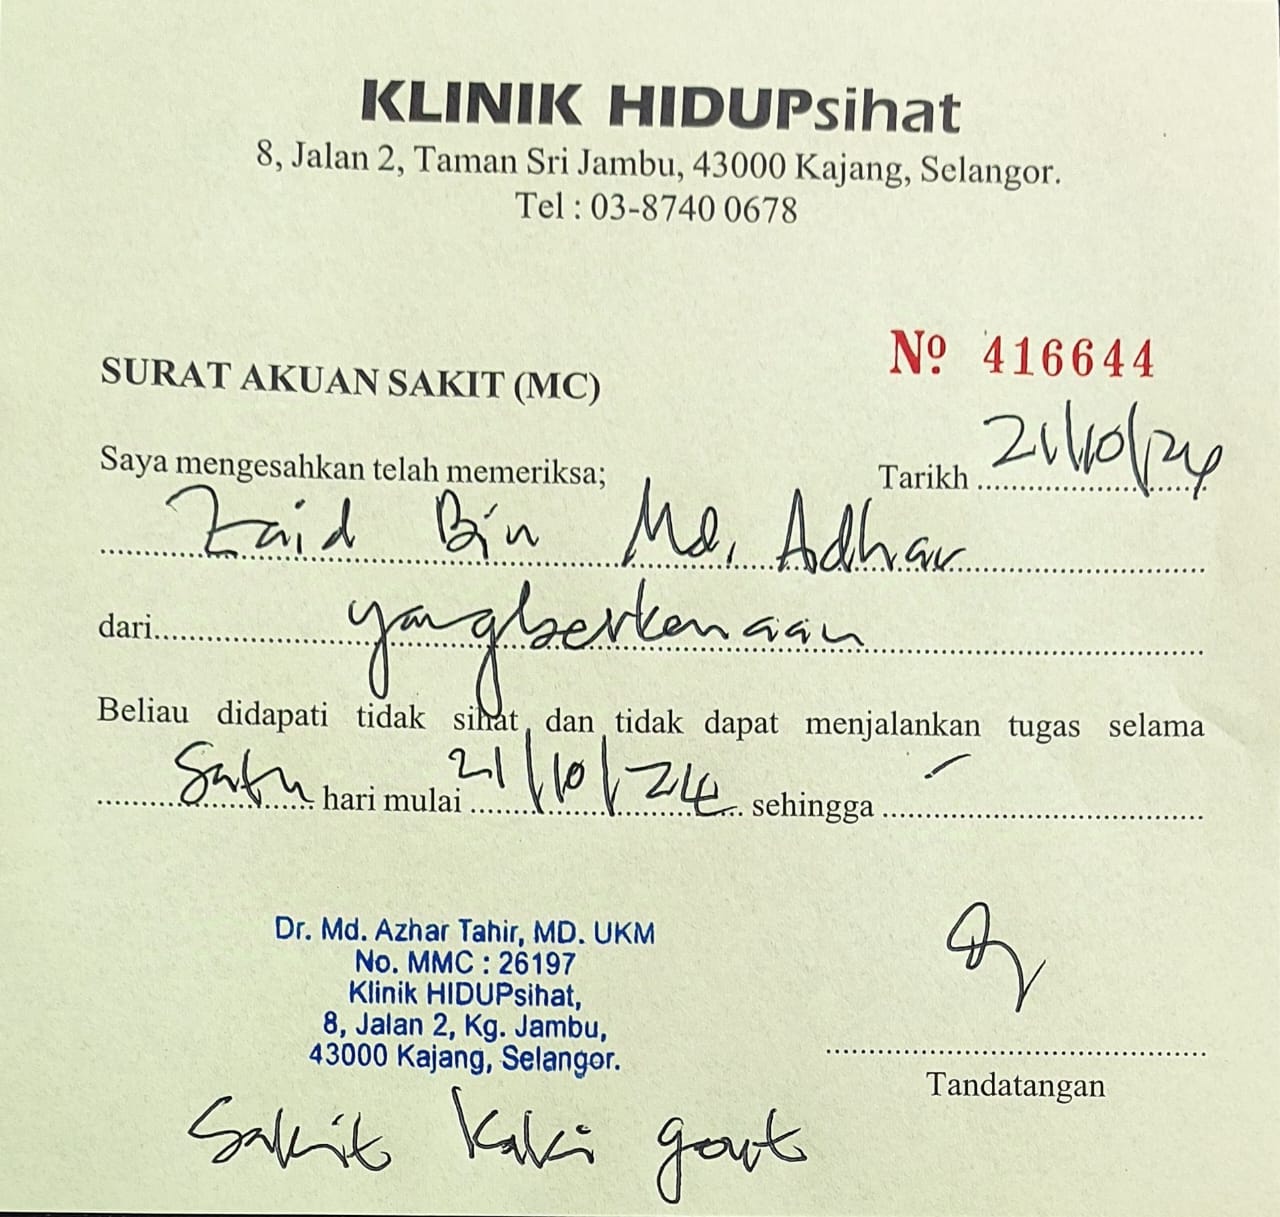 KLINIK HIDUPsihat
8, Jalan 2, Taman Sri Jambu, 43000 Kajang, Selangor.
Tel : 03-8740 0678
Nº 416644
SURAT AKUAN SAKIT (MC)
Saya mengesahkan telah memeriksa; Tarikh 21/10/24
Zaid Bin Md. Adhar
dari yang berkenaan
Beliau didapati tidak sihat dan tidak dapat menjalankan tugas selama
Satu hari mulai 21/10/24 sehingga -
Dr. Md. Azhar Tahir, MD. UKM
No. MMC : 26197
Klinik HIDUPsihat,
8, Jalan 2, Kg. Jambu,
43000 Kajang, Selangor.
Tandatangan
Sakit Kaki gout